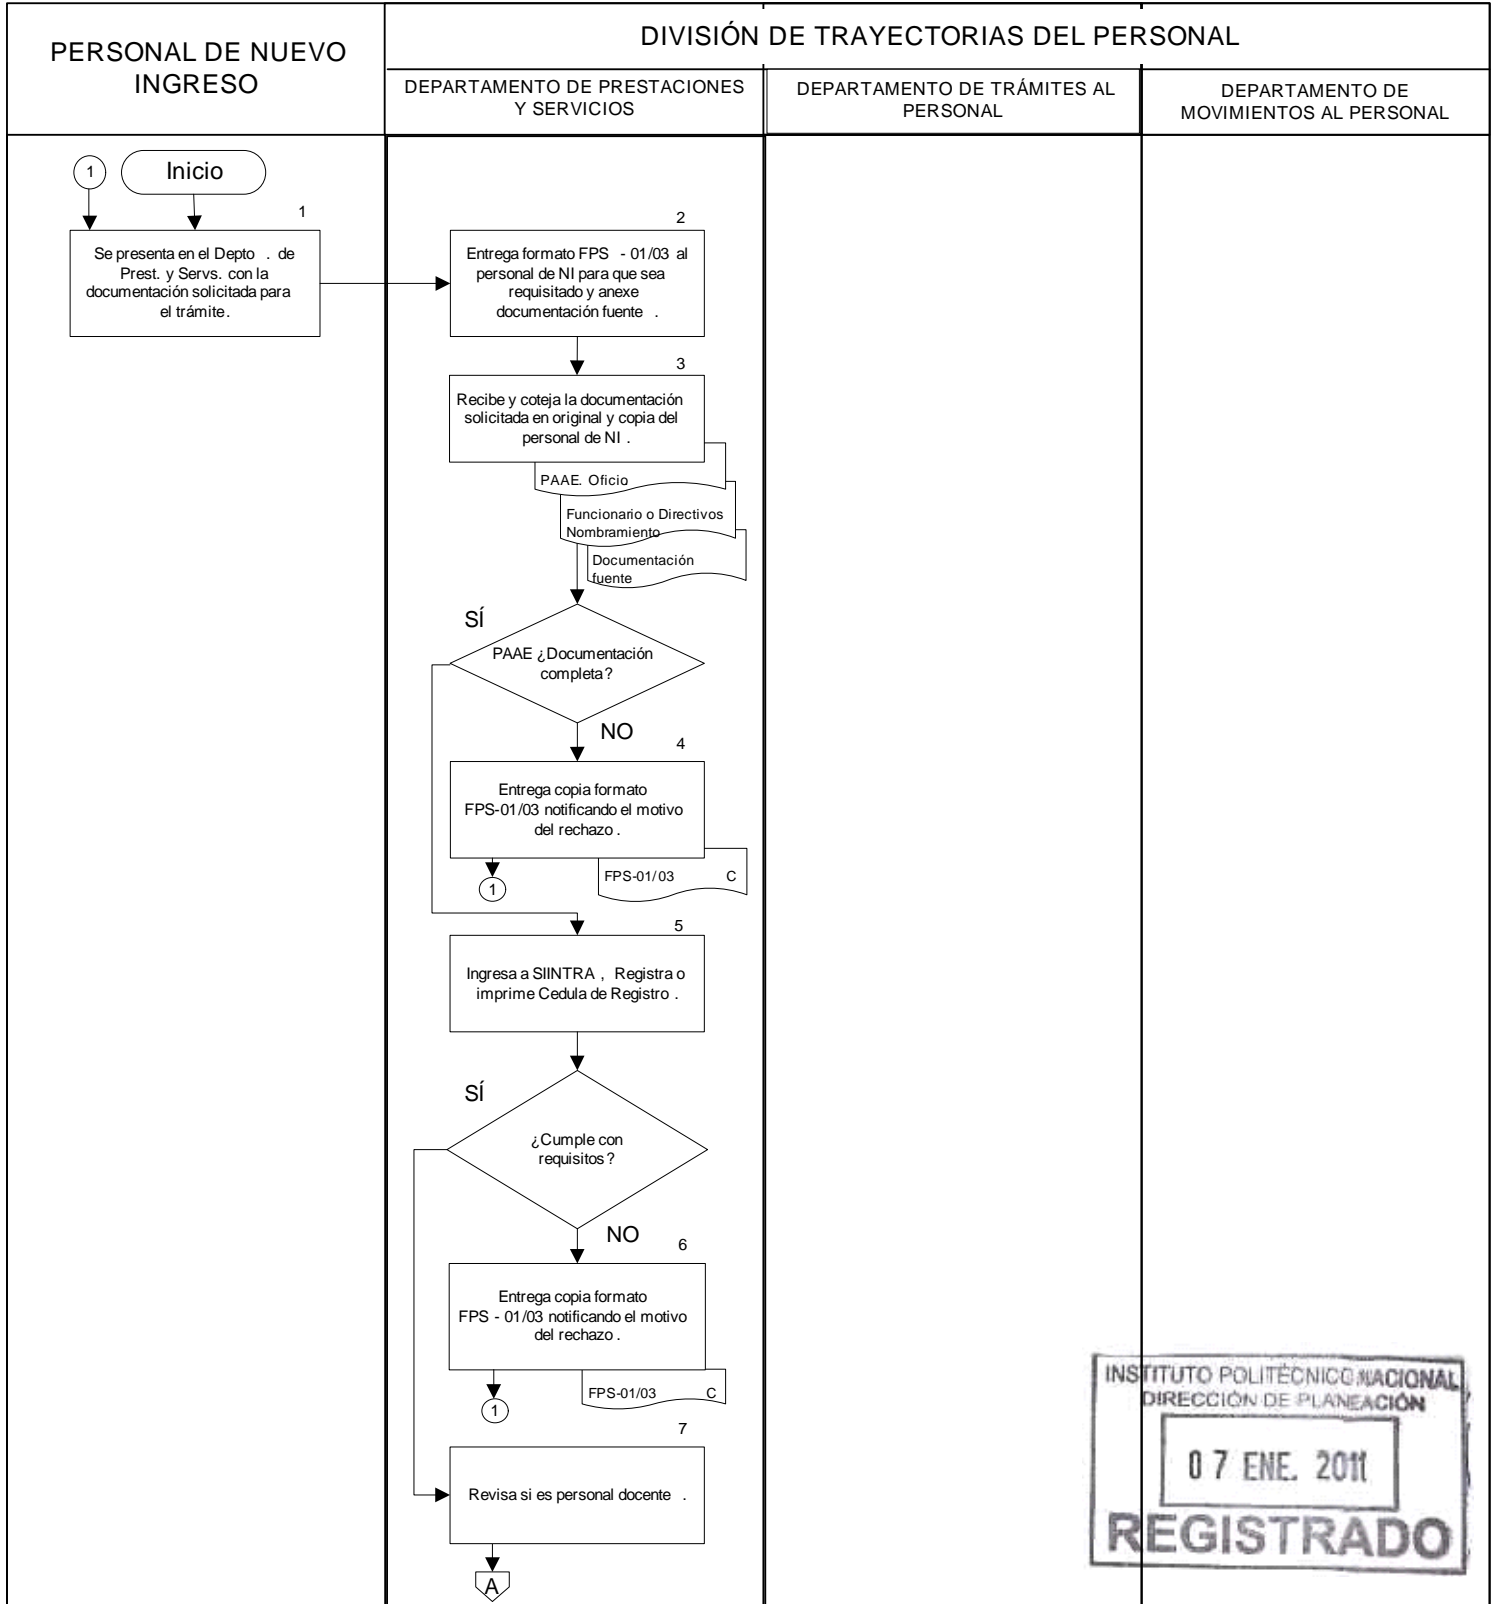 PERSONAL DE NUEVO
INGRESO
DIVISIÓN DE TRAYECTORIAS DEL PERSONAL
DEPARTAMENTO DE PRESTACIONES
Y SERVICIOS
DEPARTAMENTO DE TRÁMITES AL
PERSONAL
DEPARTAMENTO DE
MOVIMIENTOS AL PERSONAL
1
Inicio
1
Se presenta en el Depto . de
Prest. y Servs. con la
documentación solicitada para
el trámite.
2
Entrega formato FPS - 01/03 al
personal de NI para que sea
requisitado y anexe
documentación fuente .
3
Recibe y coteja la documentación
solicitada en original y copia del
personal de NI .
PAAE. Oficio
Funcionario o Directivos
Nombramiento
Documentación
fuente
SÍ
PAAE ¿Documentación
completa?
NO
4
Entrega copia formato
FPS-01/03 notificando el motivo
del rechazo .
FPS-01/03 C
1
5
Ingresa a SIINTRA , Registra o
imprime Cedula de Registro .
SÍ
¿Cumple con
requisitos?
NO
6
Entrega copia formato
FPS - 01/03 notificando el motivo
del rechazo .
FPS-01/03 C
1
7
Revisa si es personal docente .
A
INSTITUTO POLITÉCNICO NACIONAL
DIRECCIÓN DE PLANEACIÓN
07 ENE. 2011
REGISTRADO